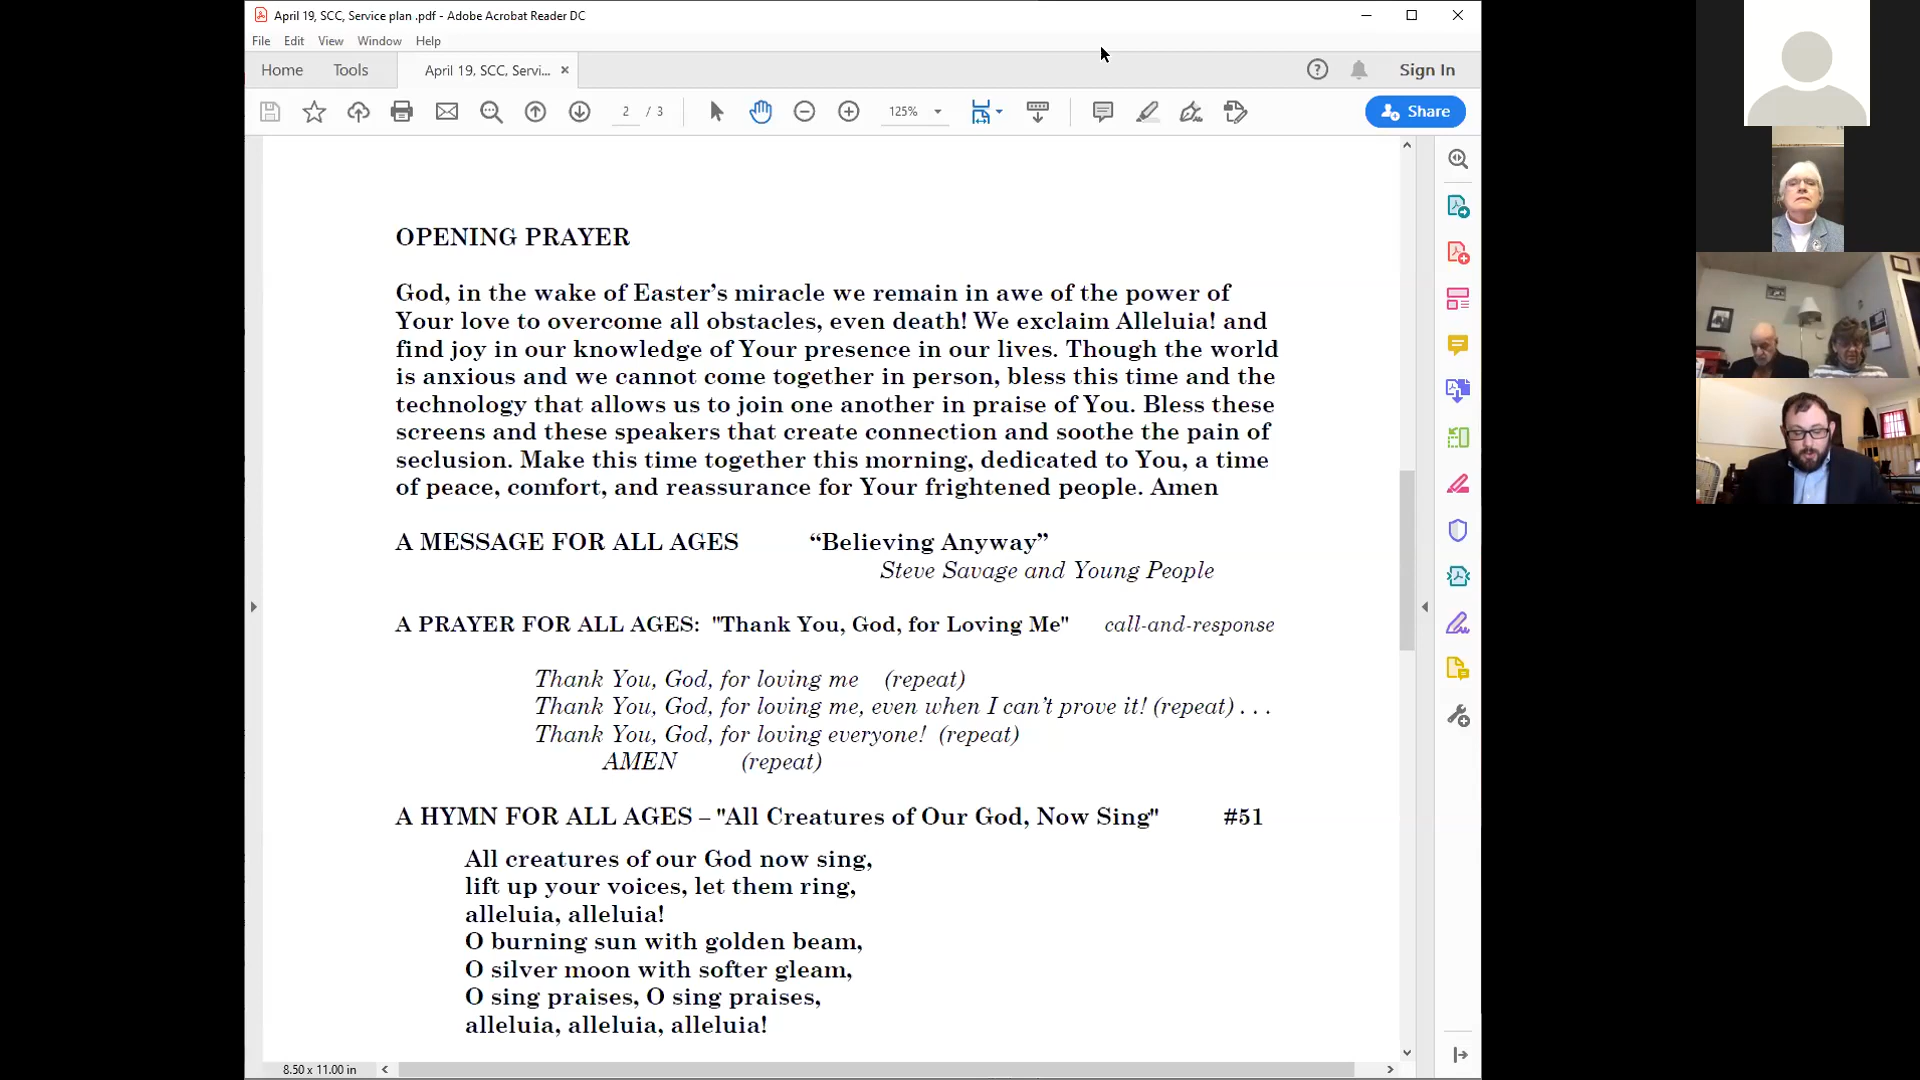 April 19, SCC, Service plan .pdf - Adobe Acrobat Reader DC
File Edit View Window Help
Home Tools April 19, SCC, Servi... × Sign In
2 / 3 125% Share
OPENING PRAYER
God, in the wake of Easter’s miracle we remain in awe of the power of
Your love to overcome all obstacles, even death! We exclaim Alleluia! and
find joy in our knowledge of Your presence in our lives. Though the world
is anxious and we cannot come together in person, bless this time and the
technology that allows us to join one another in praise of You. Bless these
screens and these speakers that create connection and soothe the pain of
seclusion. Make this time together this morning, dedicated to You, a time
of peace, comfort, and reassurance for Your frightened people. Amen
A MESSAGE FOR ALL AGES “Believing Anyway”
Steve Savage and Young People
A PRAYER FOR ALL AGES: "Thank You, God, for Loving Me" call-and-response
Thank You, God, for loving me (repeat)
Thank You, God, for loving me, even when I can’t prove it! (repeat) . . .
Thank You, God, for loving everyone! (repeat)
AMEN (repeat)
A HYMN FOR ALL AGES – "All Creatures of Our God, Now Sing" #51
All creatures of our God now sing,
lift up your voices, let them ring,
alleluia, alleluia!
O burning sun with golden beam,
O silver moon with softer gleam,
O sing praises, O sing praises,
alleluia, alleluia, alleluia!
8.50 x 11.00 in